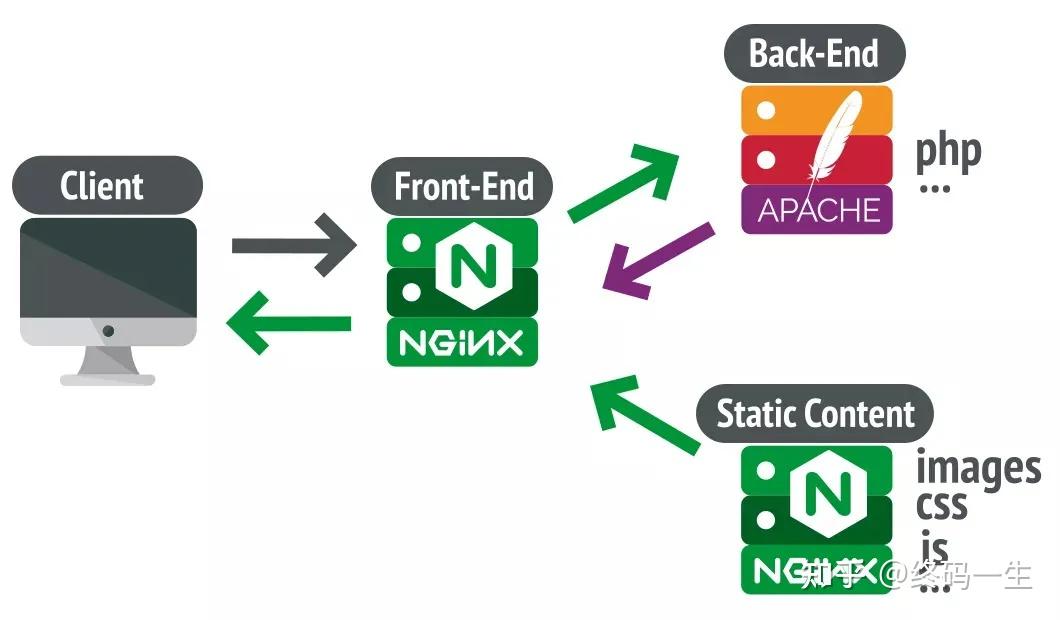 Client
Front-End
NGINX
Back-End
APACHE
php
...
Static Content
NGINX
images
css
js
...
知乎 @终码一生